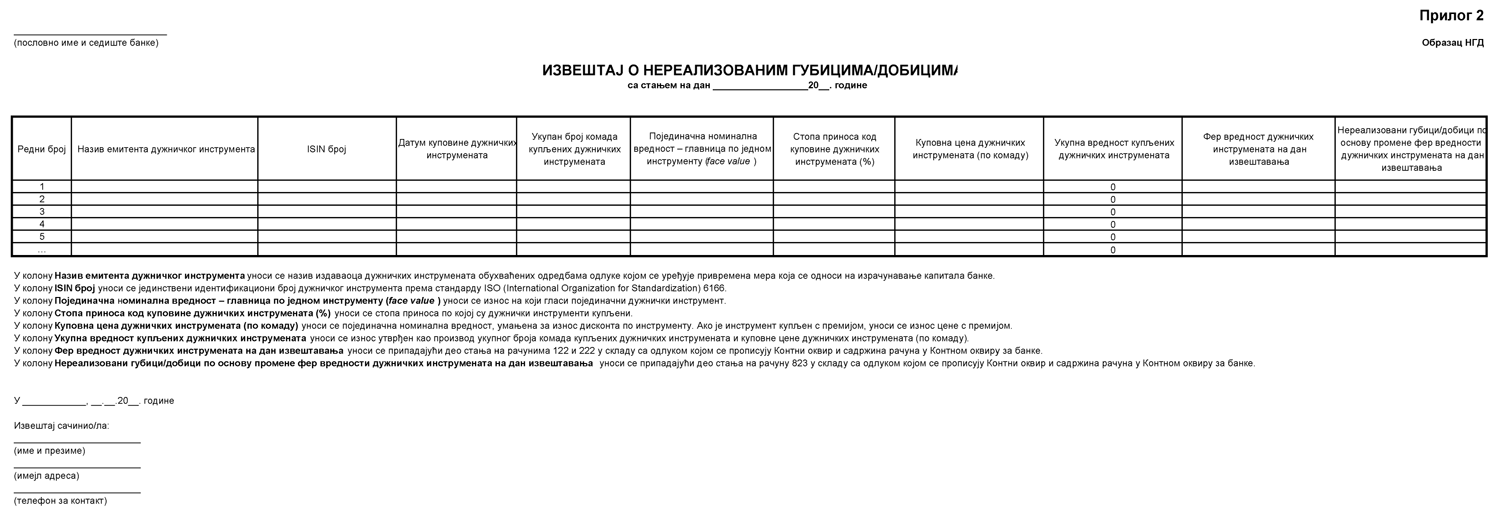 Прилог 2
(пословно име и седиште банке)
Образац НГД
ИЗВЕШТАЈ О НЕРЕАЛИЗОВАНИМ ГУБИЦИМА/ДОБИЦИМА
са стањем на дан ___________________20__. године
Редни број
Назив емитента дужничког инструмента
ISIN број
Датум куповине дужничких
инструмената
Укупан број комада
купљених дужничких
инструмената
Појединачна номинална
вредност – главница по једном
инструменту (face value )
Стопа приноса код
куповине дужничких
инструмената (%)
Куповна цена дужничких
инструмената (по комаду)
Укупна вредност купљених
дужничких инструмената
Фер вредност дужничких
инструмената на дан
извештавања
Нереализовани губици/добици по
основу промене фер вредности
дужничких инструмената на дан
извештавања
1 0
2 0
3 0
4 0
5 0
... 0
У колону Назив емитента дужничког инструмента уноси се назив издаваоца дужничких инструмената обухваћених одредбама одлуке којом се уређује привремена мера која се односи на израчунавање капитала банке.
У колону ISIN број уноси се јединствени идентификациони број дужничког инструмента према стандарду ISO (International Organization for Standardization) 6166.
У колону Појединачна номинална вредност – главница по једном инструменту (face value ) уноси се износ на који гласи појединачни дужнички инструмент.
У колону Стопа приноса код куповине дужничких инструмената (%) уноси се стопа приноса по којој су дужнички инструменти купљени.
У колону Куповна цена дужничких инструмената (по комаду) уноси се појединачна номинална вредност, умањена за износ дисконта по инструменту. Ако је инструмент купљен с премијом, уноси се износ цене с премијом.
У колону Укупна вредност купљених дужничких инструмената уноси се износ утврђен као производ укупног броја комада купљених дужничких инструмената и куповне цене дужничких инструмената (по комаду).
У колону Фер вредност дужничких инструмената на дан извештавања уноси се припадајући део стања на рачунима 122 и 222 у складу са одлуком којом се прописују Контни оквир и садржина рачуна у Контном оквиру за банке.
У колону Нереализовани губици/добици по основу промене фер вредности дужничких инструмената на дан извештавања уноси се припадајући део стања на рачуну 823 у складу са одлуком којом се прописују Контни оквир и садржина рачуна у Контном оквиру за банке.
У ____________, __.__.20__. године
Извештај сачинио/ла:
(име и презиме)
(имејл адреса)
(телефон за контакт)